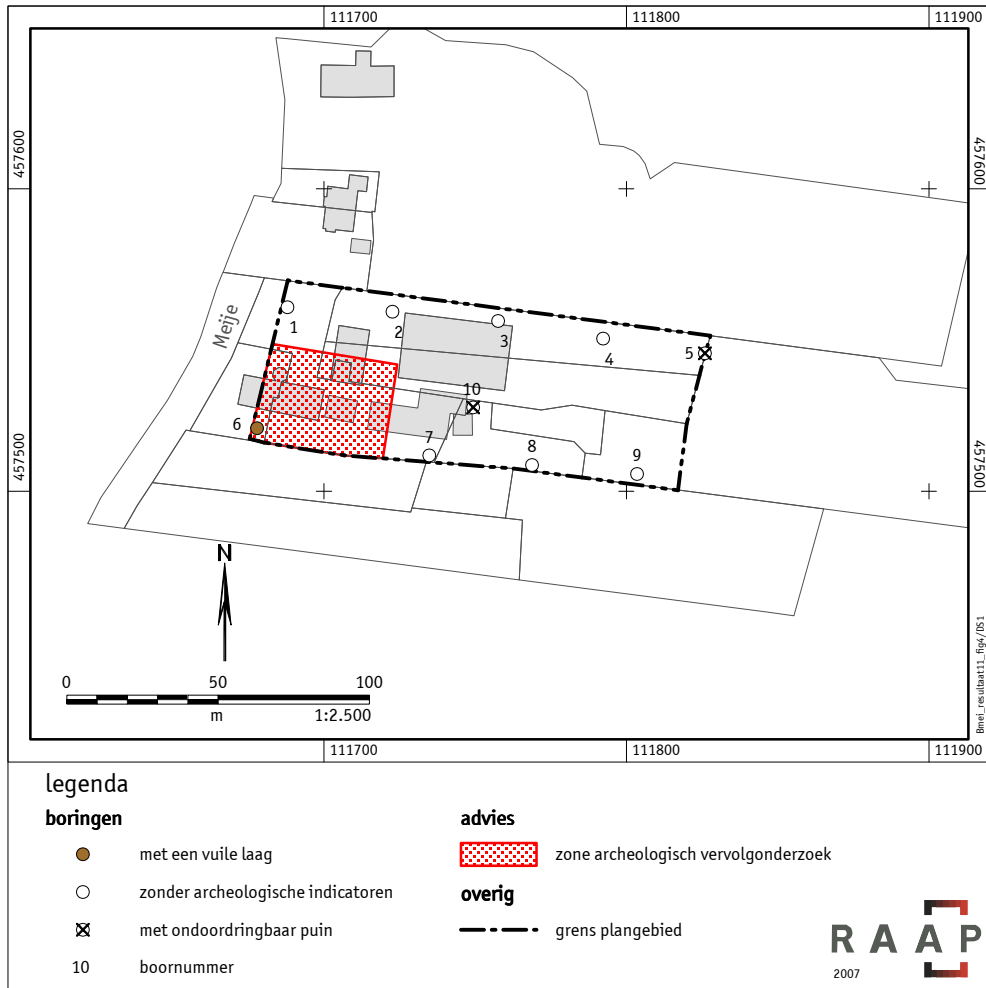 111700
111800
111900
457600
457600
Meije
1
2
3
4
5
10
6
7
8
9
457500
457500
N
0
50
100
m
1:2.500
Bmei_resultaat11_fig4/DS1
111700
111800
111900
legenda
boringen
met een vuile laag
zonder archeologische indicatoren
met ondoordringbaar puin
10 boornummer
advies
zone archeologisch vervolgonderzoek
overig
grens plangebied
RAAP
2007